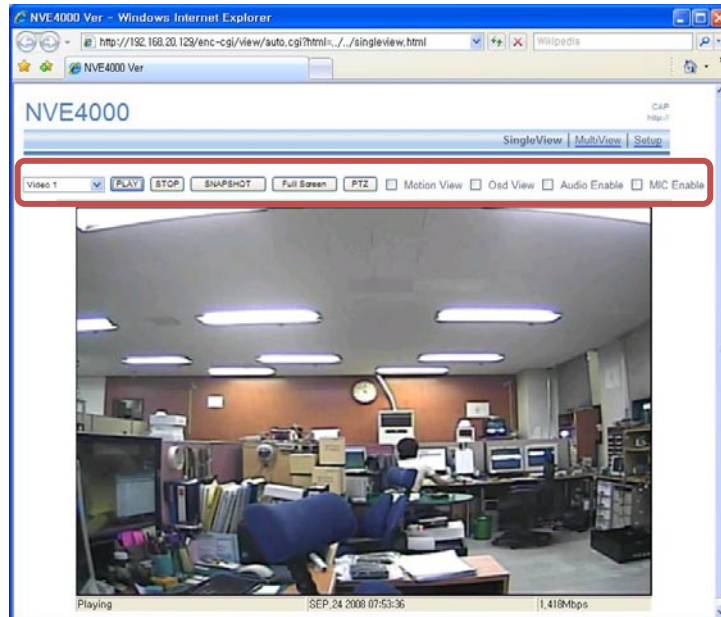 NVE4000 Ver - Windows Internet Explorer
http://192.168.20.129/enc-cgi/view/auto.cgi?html=../../singleview.html
Wikipedia
NVE4000 Ver
NVE4000
CAP
http://
SingleView | MultiView | Setup
Video 1 PLAY STOP SNAPSHOT Full Screen PTZ Motion View Osd View Audio Enable MIC Enable
Playing SEP,24 2008 07:53:36 1,418Mbps